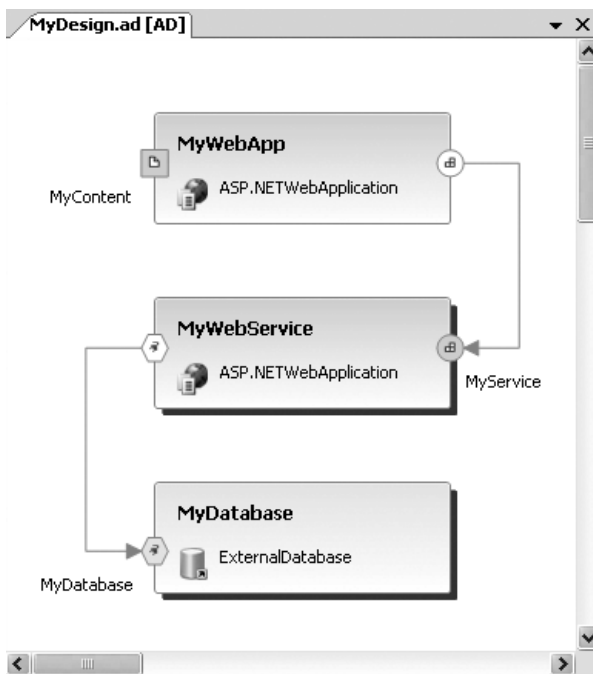 MyDesign.ad [AD]
MyWebApp
ASP.NETWebApplication
MyContent
MyWebService
ASP.NETWebApplication
MyService
MyDatabase
ExternalDatabase
MyDatabase